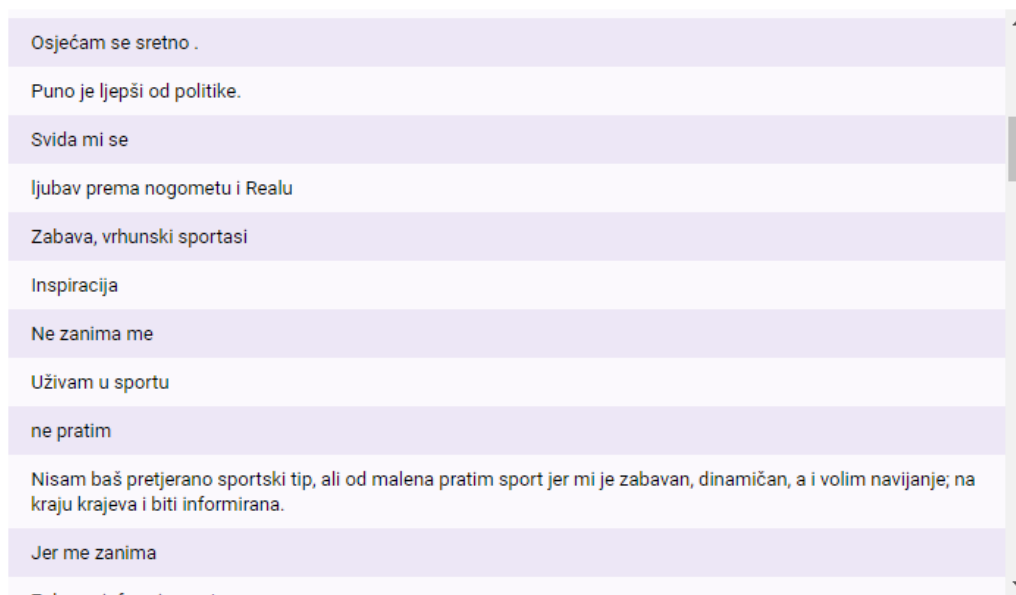 Osjećam se sretno .
Puno je ljepši od politike.
Svida mi se
ljubav prema nogometu i Realu
Zabava, vrhunski sportasi
Inspiracija
Ne zanima me
Uživam u sportu
ne pratim
Nisam baš pretjerano sportski tip, ali od malena pratim sport jer mi je zabavan, dinamičan, a i volim navijanje; na
kraju krajeva i biti informirana.
Jer me zanima